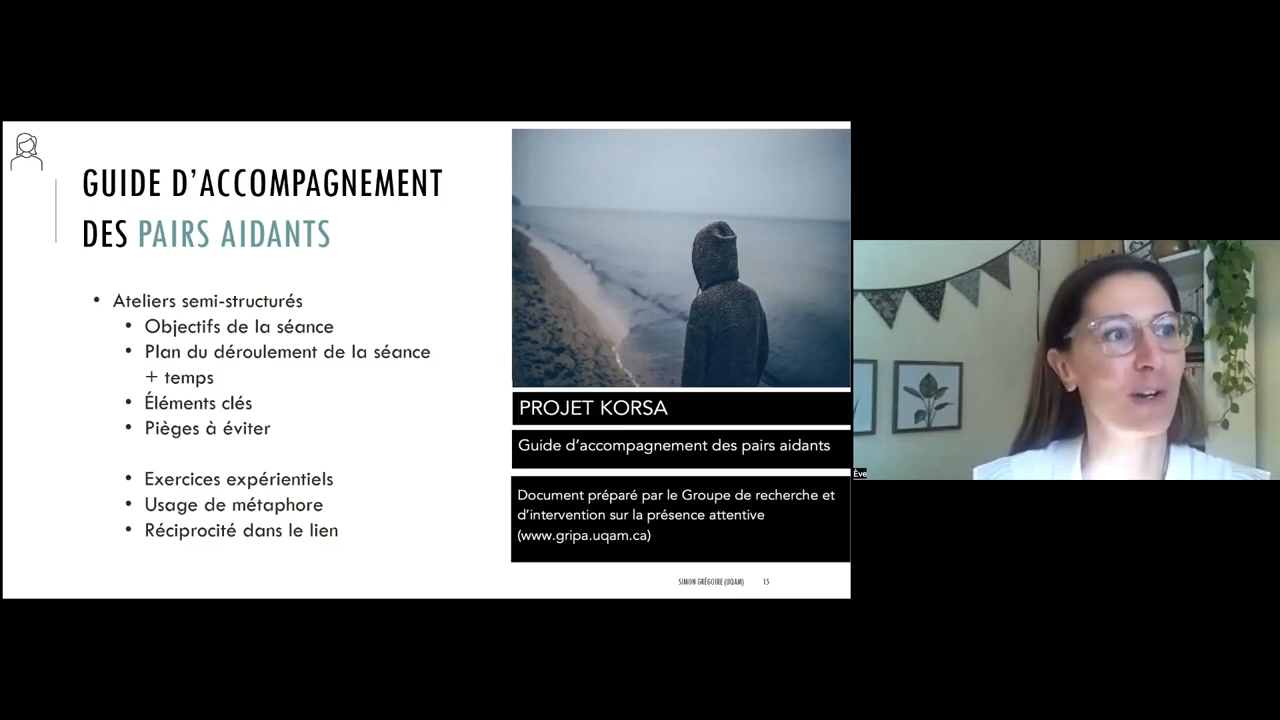 GUIDE D’ACCOMPAGNEMENT
DES PAIRS AIDANTS
• Ateliers semi-structurés
• Objectifs de la séance
• Plan du déroulement de la séance
+ temps
• Éléments clés
• Pièges à éviter
• Exercices expérientiels
• Usage de métaphore
• Réciprocité dans le lien
PROJET KORSA
Guide d’accompagnement des pairs aidants
Document préparé par le Groupe de recherche et
d’intervention sur la présence attentive
(www.gripa.uqam.ca)
SIMON GRÉGOIRE (UQAM) 15
Ève